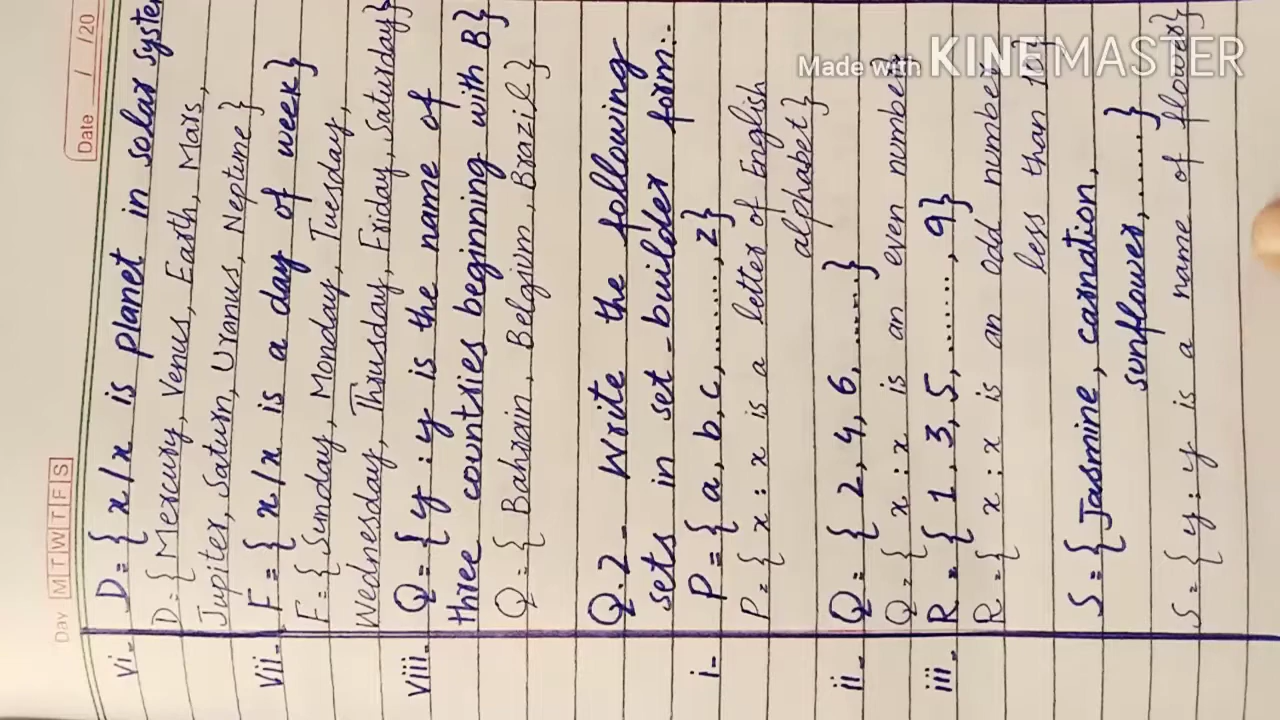 Day M T W T F S
Date / /20
vi- D={ x/x is planet in solar syste
D={Mercury, Venus, Earth, Mars,
Jupiter, Saturn, Uranus, Neptune}
vii- F={ x/x is a day of week}
F={Sunday, Monday, Tuesday,
Wednesday, Thrusday, Friday, Saturday}
viii- Q={ y : y is the name of
three countries beginning with B}
Q={ Bahrain, Belgium, Brazil}
Q.2- Write the following
sets in set-builder form:-
i- P={ a, b, c, ......., z}
P={ x : x is a letter of English
alphabet}
ii- Q={ 2, 4, 6, ......}
Q={ x : x is an even number}
iii- R={ 1, 3, 5, ......., 9}
R={ x : x is an odd number
less than 10}
S={Jasmine, carnation,
sunflower, .......}
S={ y : y is a name of flower}
Made with KINEMASTER